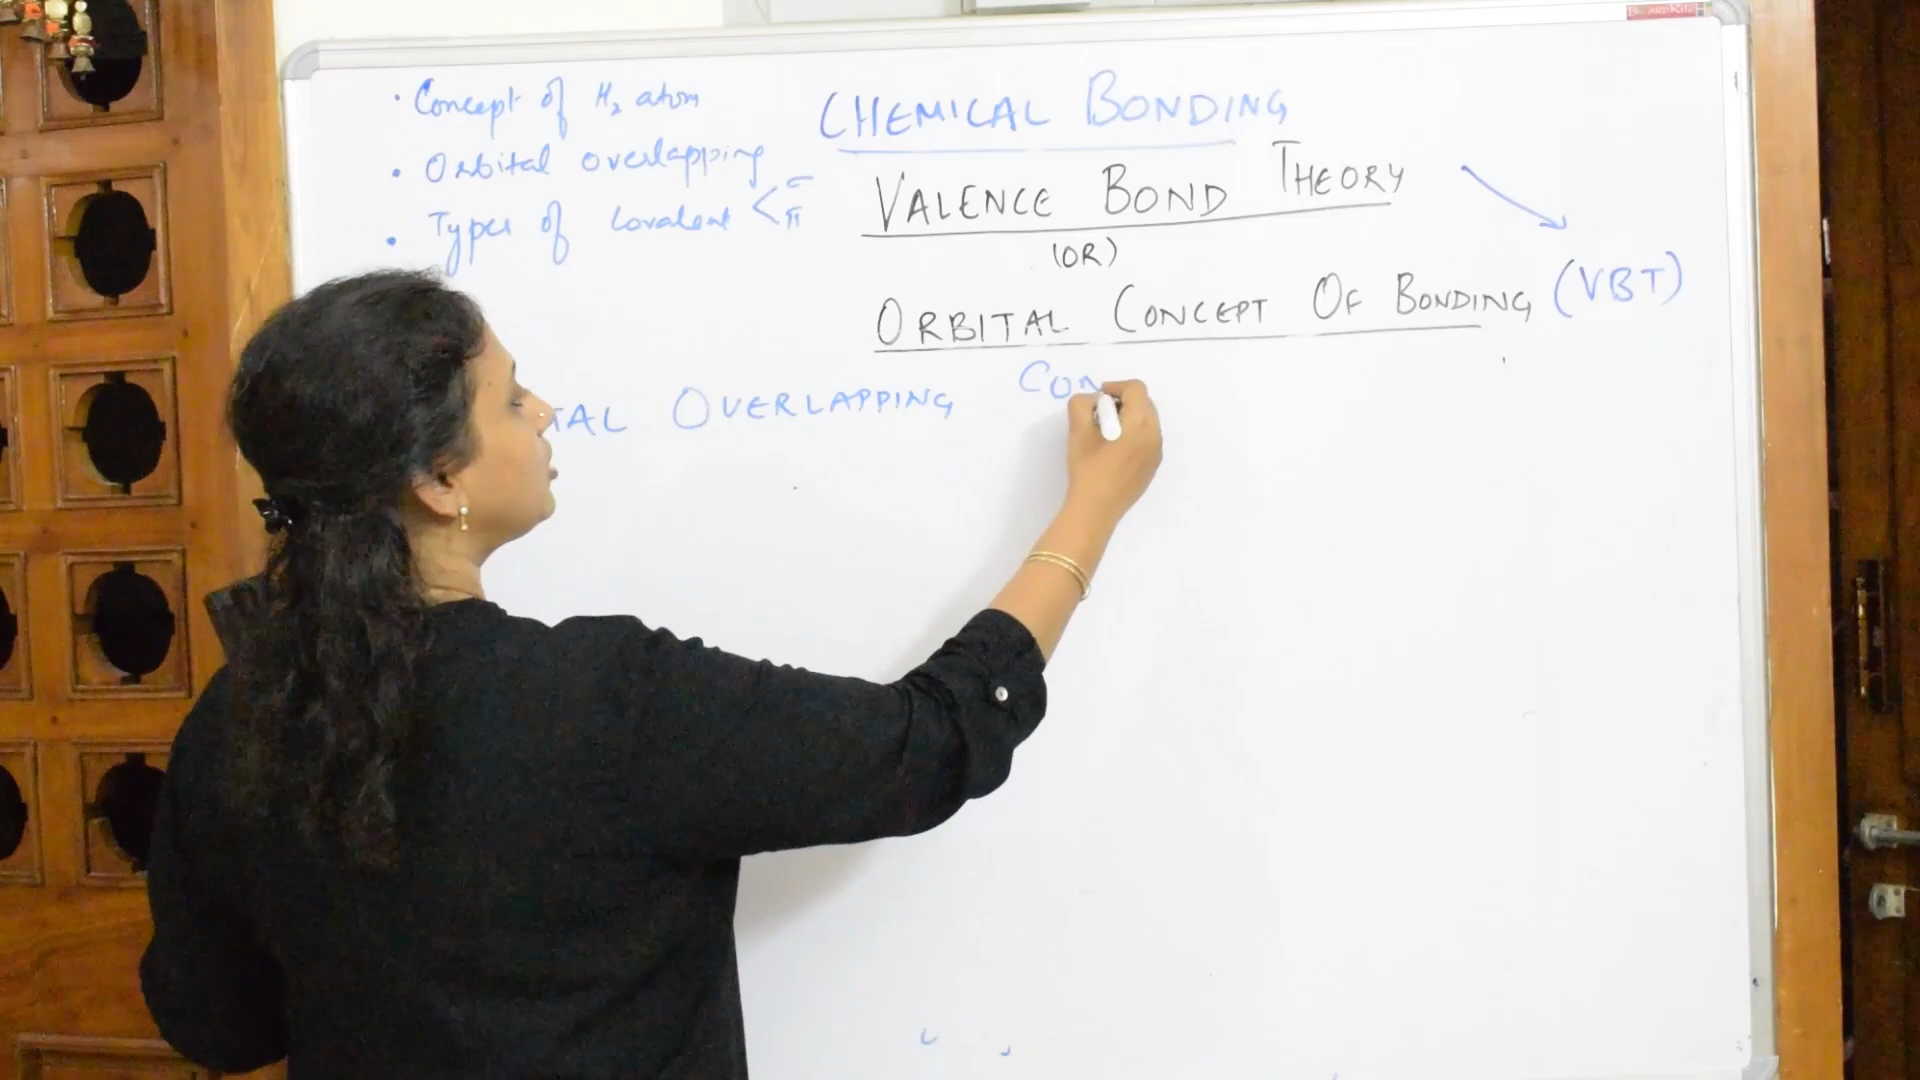 • Concept of H₂ atom
• Orbital overlapping
• Types of Covalent < σ π
CHEMICAL BONDING
VALENCE BOND THEORY
(OR)
ORBITAL CONCEPT OF BONDING (VBT)
TAL OVERLAPPING CON